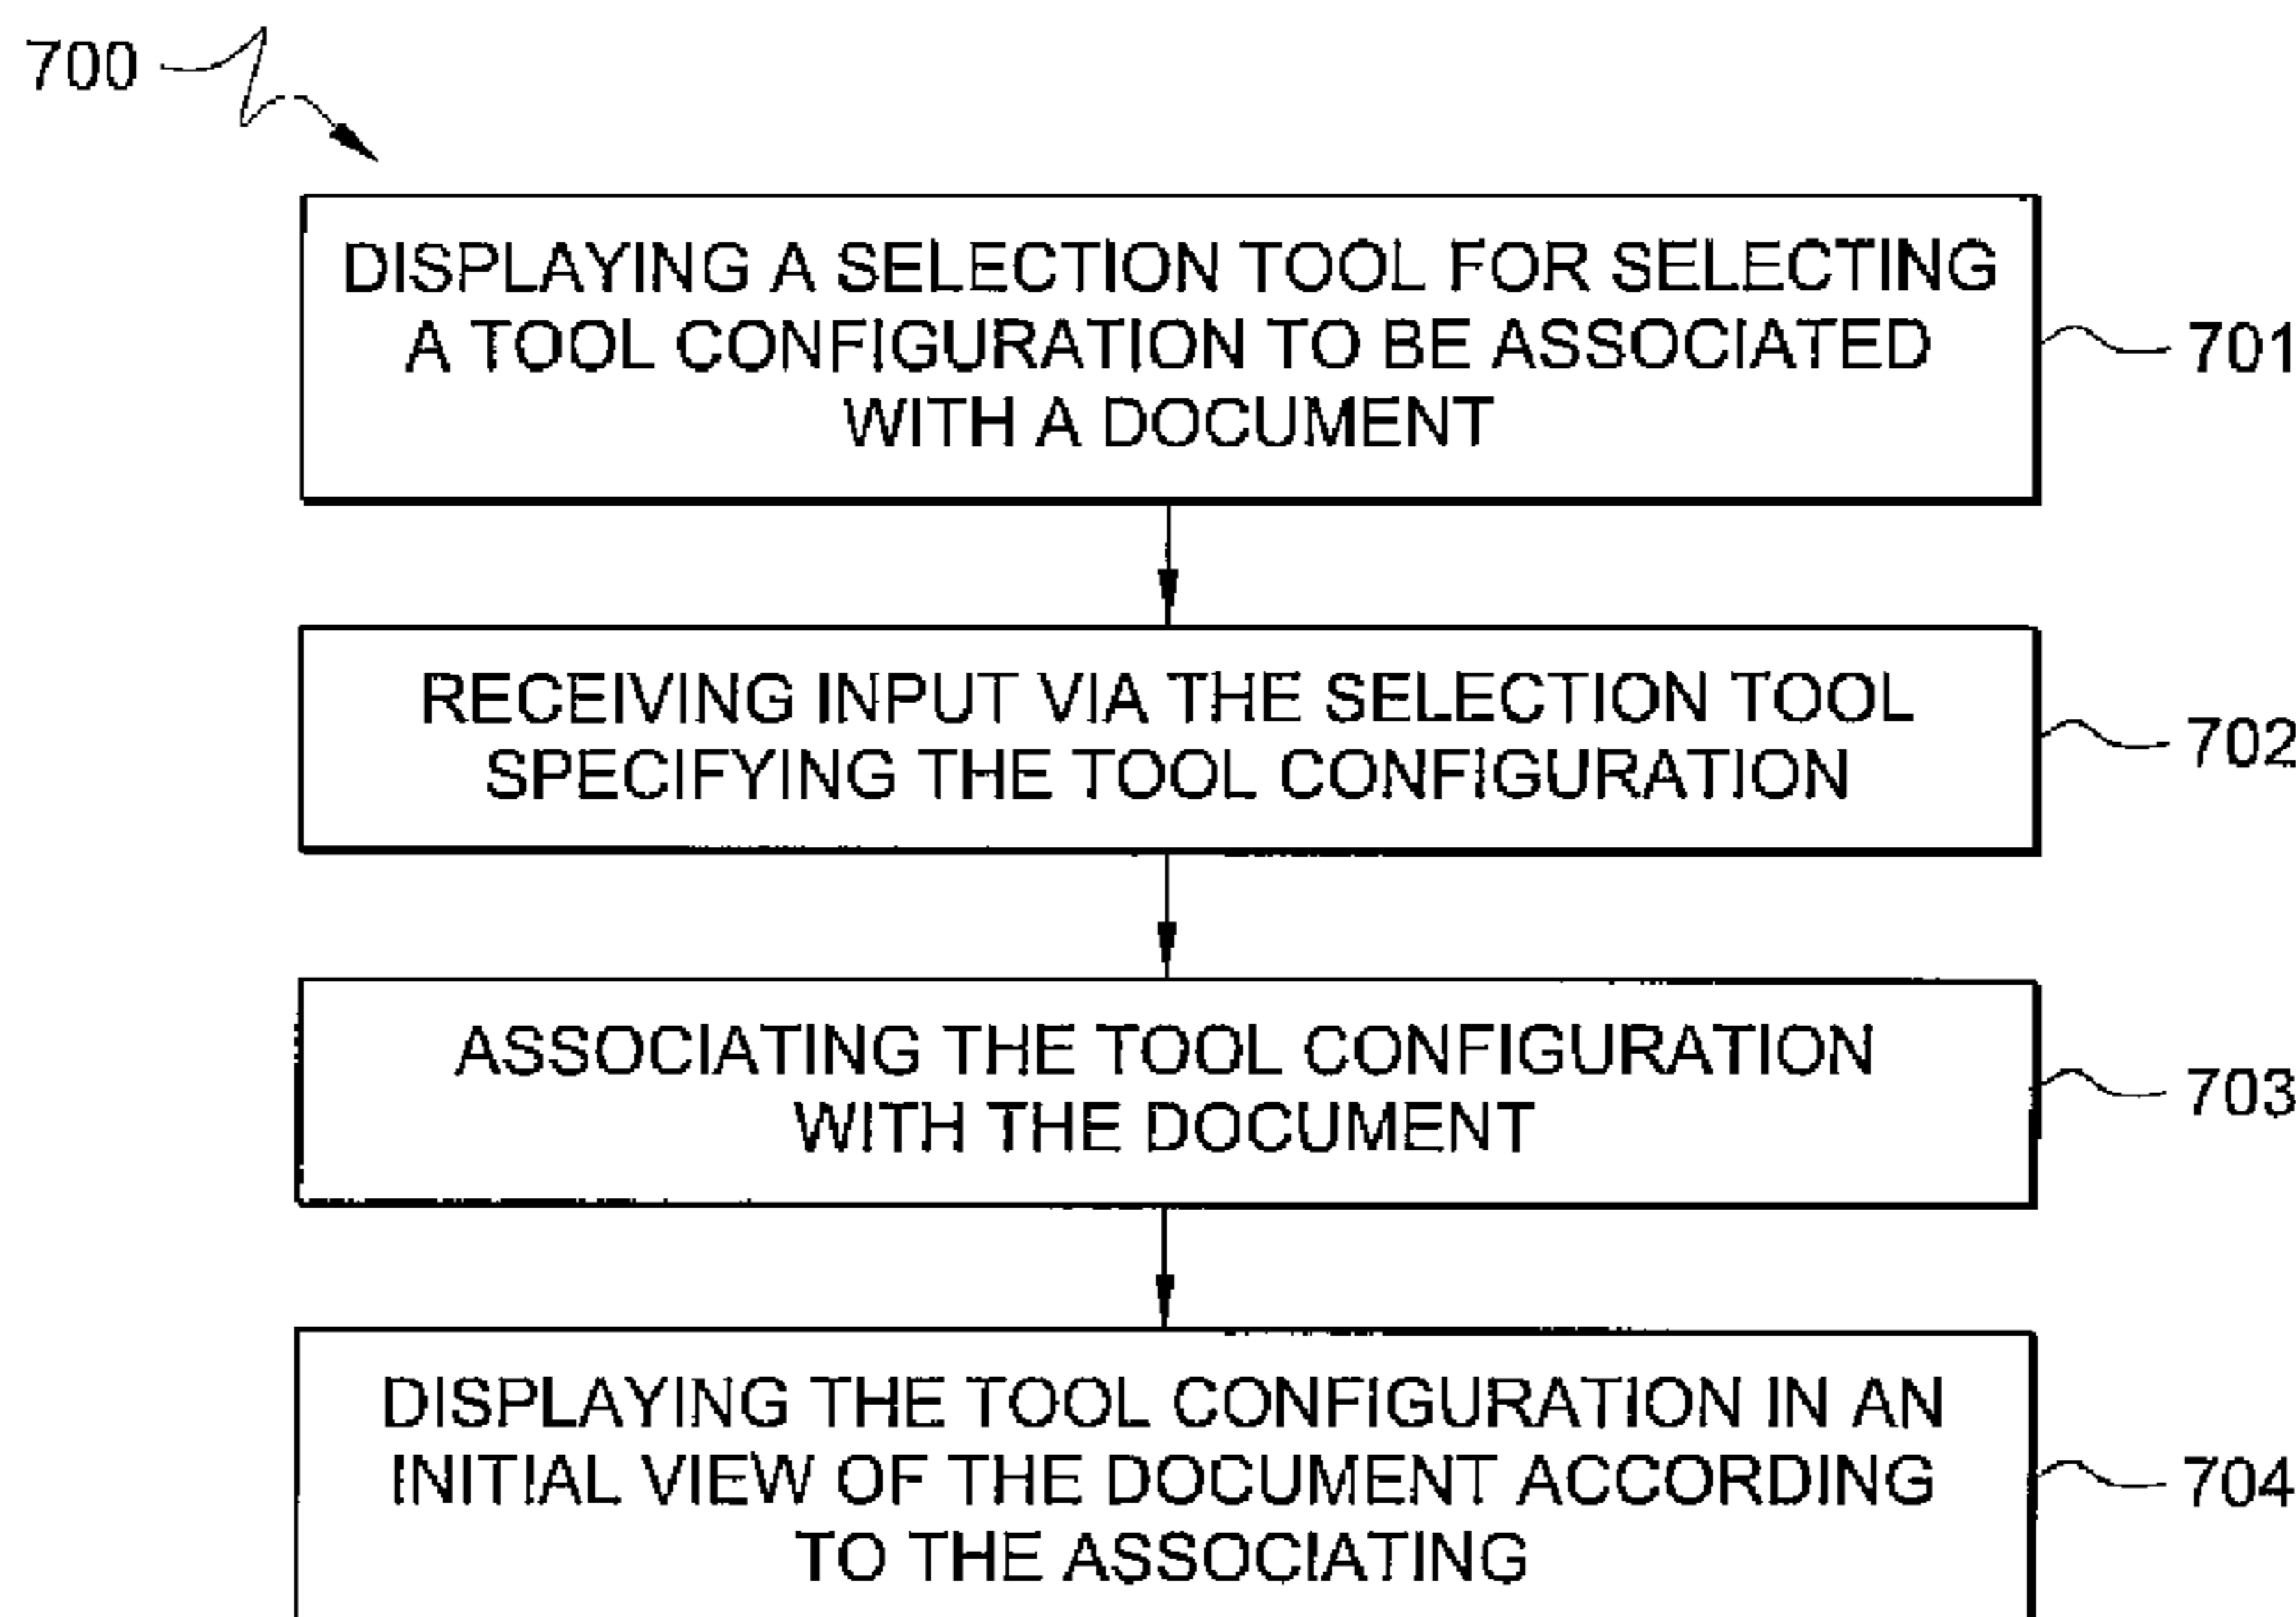 700
DISPLAYING A SELECTION TOOL FOR SELECTING
A TOOL CONFIGURATION TO BE ASSOCIATED
WITH A DOCUMENT
701
RECEIVING INPUT VIA THE SELECTION TOOL
SPECIFYING THE TOOL CONFIGURATION
702
ASSOCIATING THE TOOL CONFIGURATION
WITH THE DOCUMENT
703
DISPLAYING THE TOOL CONFIGURATION IN AN
INITIAL VIEW OF THE DOCUMENT ACCORDING
TO THE ASSOCIATING
704